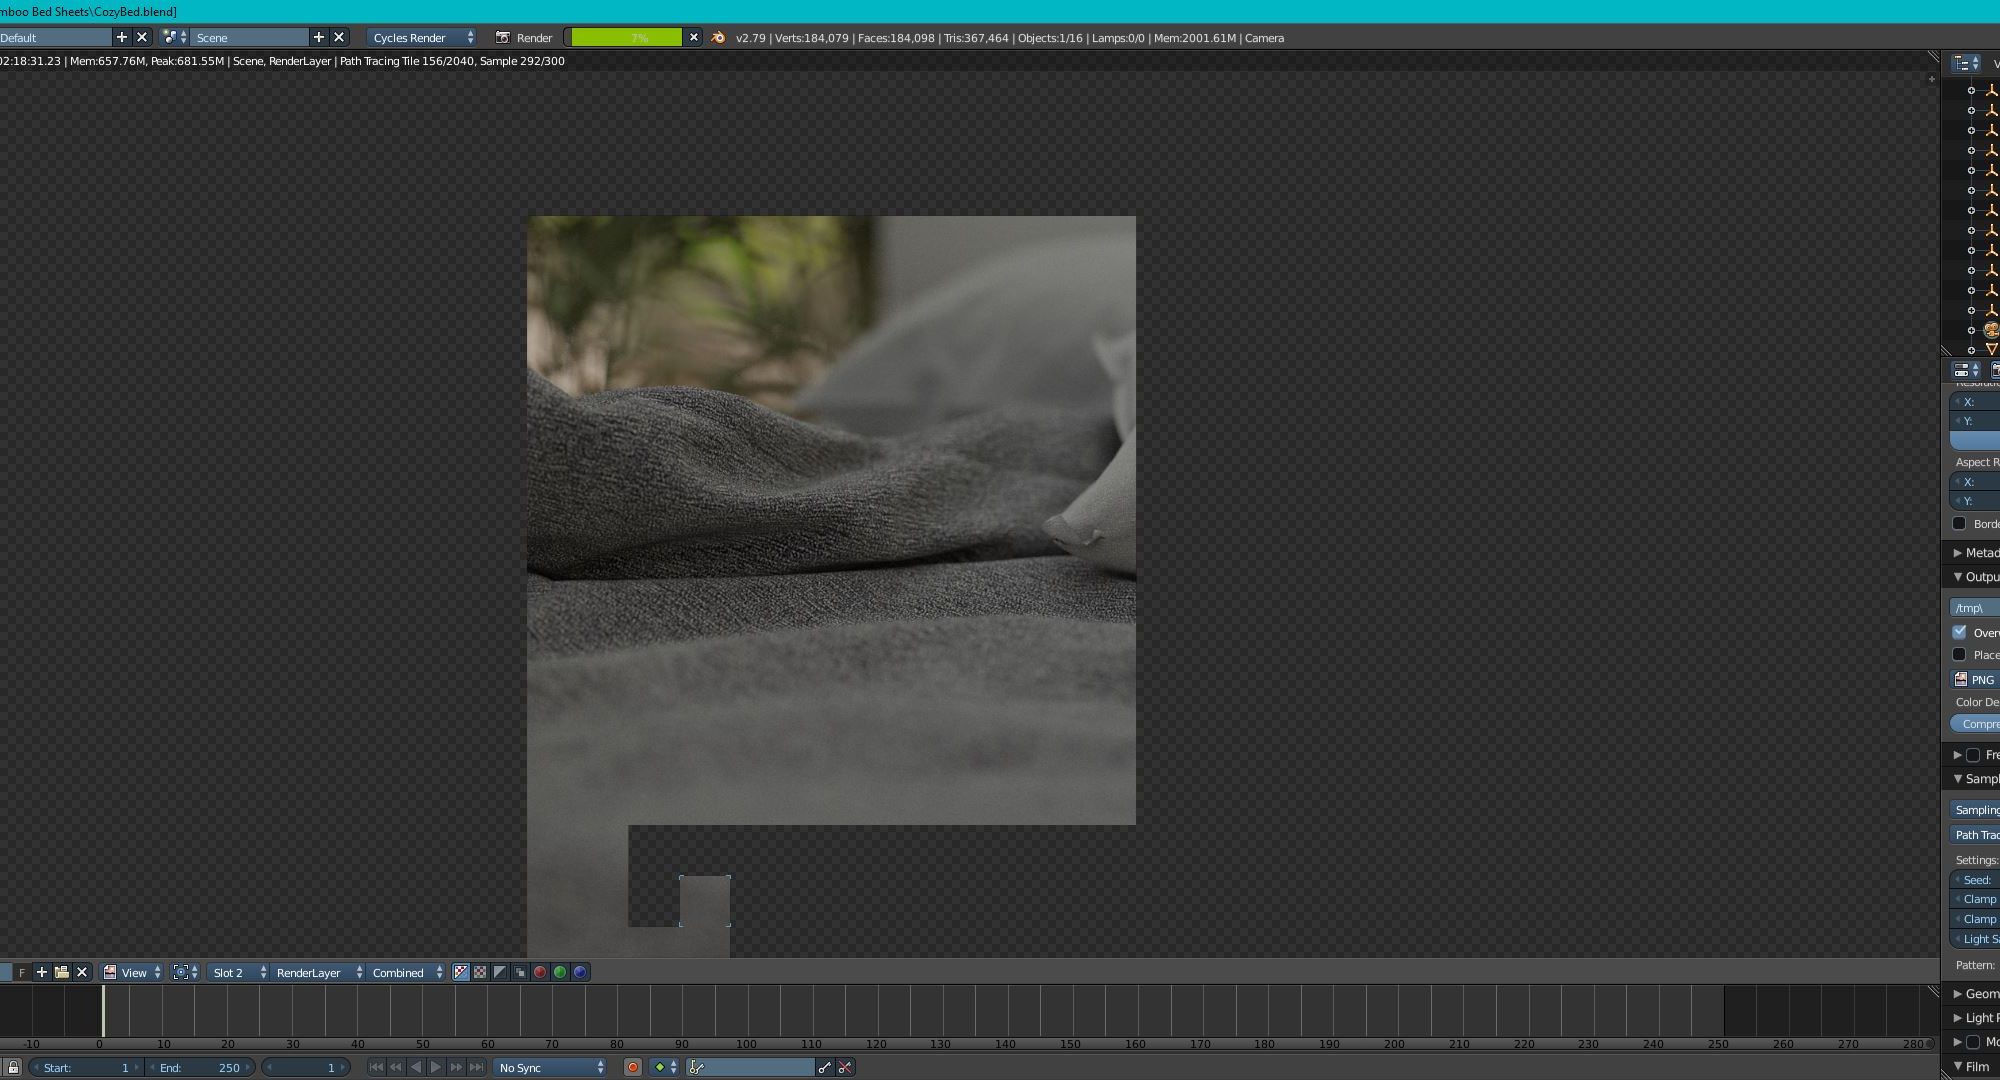 mboo Bed Sheets\CozyBed.blend]
Default Scene Cycles Render Render 7% v2.79 | Verts:184,079 | Faces:184,098 | Tris:367,464 | Objects:1/16 | Lamps:0/0 | Mem:2001.61M | Camera
02:18:31.23 | Mem:657.76M, Peak:681.55M | Scene, RenderLayer | Path Tracing Tile 156/2040, Sample 292/300
V
X:
Y:
Aspect R
X:
Y:
Borde
Metad
Outpu
/tmp\
Over
Place
PNG
Color De
Compre
Fre
Sampl
Sampling
Path Trac
Settings:
Seed:
Clamp
Clamp
Light Sa
Pattern:
Geom
Light P
Mo
Film
F View Slot 2 RenderLayer Combined
-10 0 10 20 30 40 50 60 70 80 90 100 110 120 130 140 150 160 170 180 190 200 210 220 230 240 250 260 270 280
Start: 1 End: 250 1 No Sync